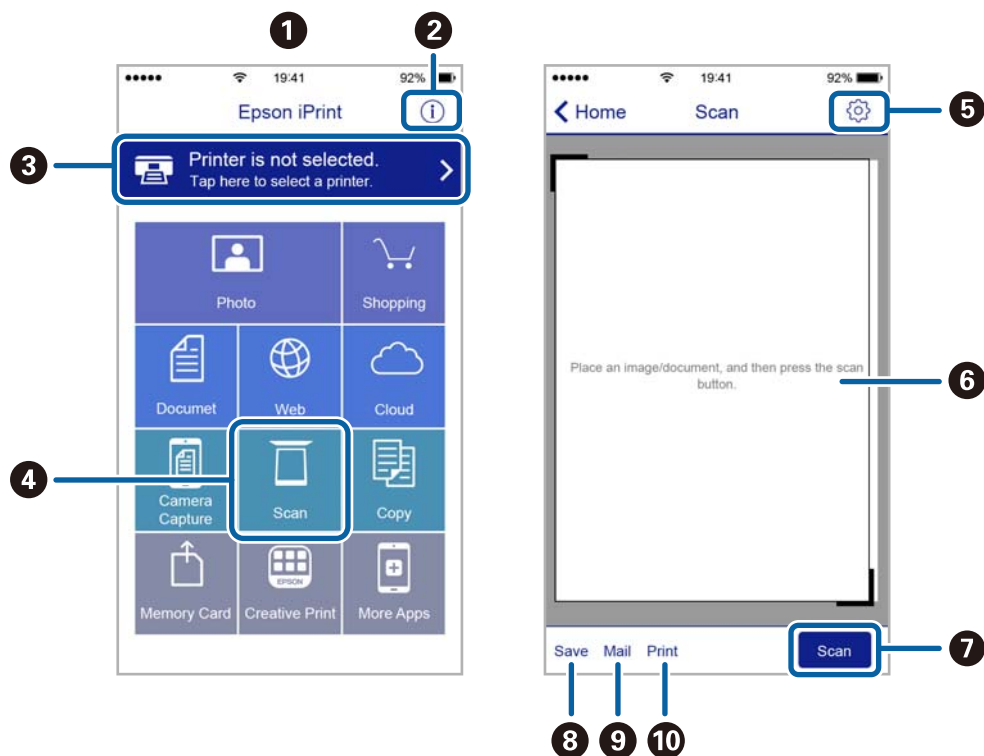 1
2
19:41
92%
Epson iPrint
i
3
Printer is not selected.
Tap here to select a printer.
Photo
Shopping
Documet
Web
Cloud
4
Camera
Capture
Scan
Copy
EPSON
Memory Card
Creative Print
More Apps
19:41
92%
Home
Scan
5
Place an image/document, and then press the scan
button.
6
Save
Mail
Print
Scan
7
8
9
10